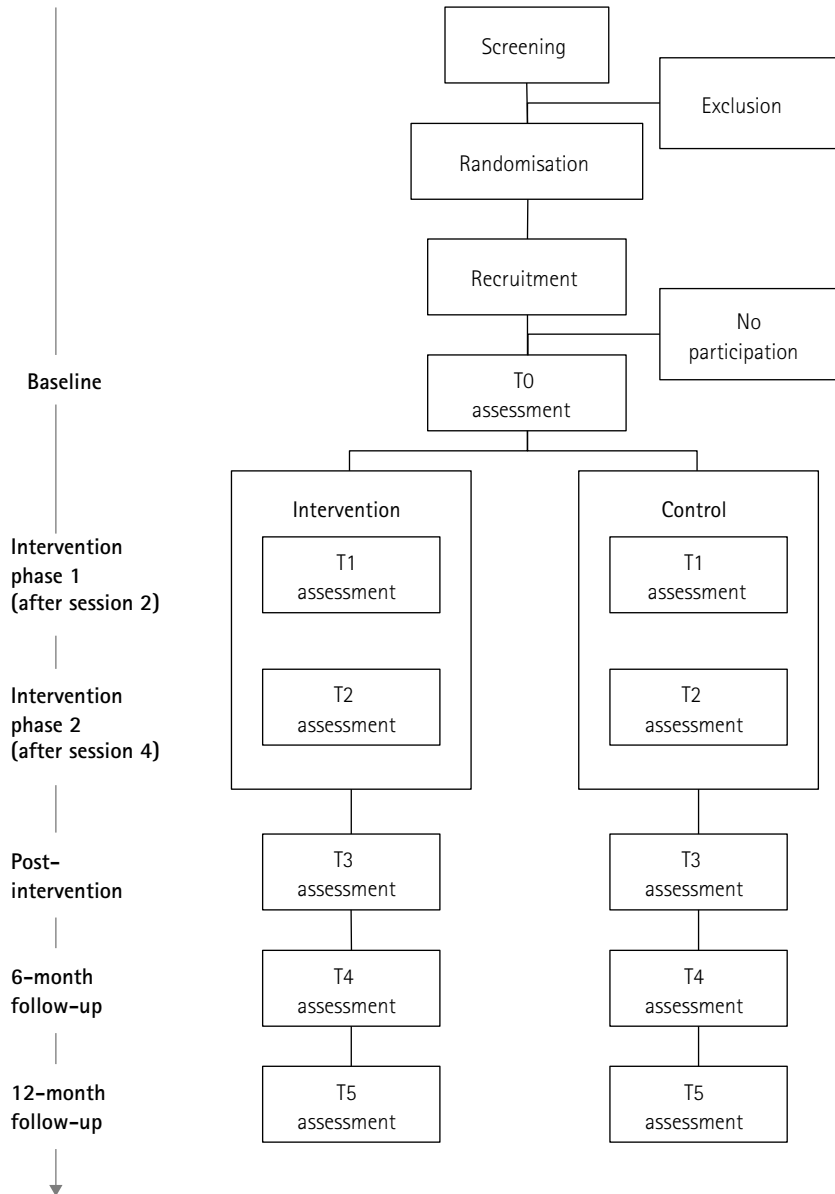 Screening
Exclusion
Randomisation
Recruitment
No
participation
Baseline
T0
assessment
Intervention
Control
Intervention
phase 1
(after session 2)
T1
assessment
T1
assessment
Intervention
phase 2
(after session 4)
T2
assessment
T2
assessment
Post-
intervention
T3
assessment
T3
assessment
6-month
follow-up
T4
assessment
T4
assessment
12-month
follow-up
T5
assessment
T5
assessment